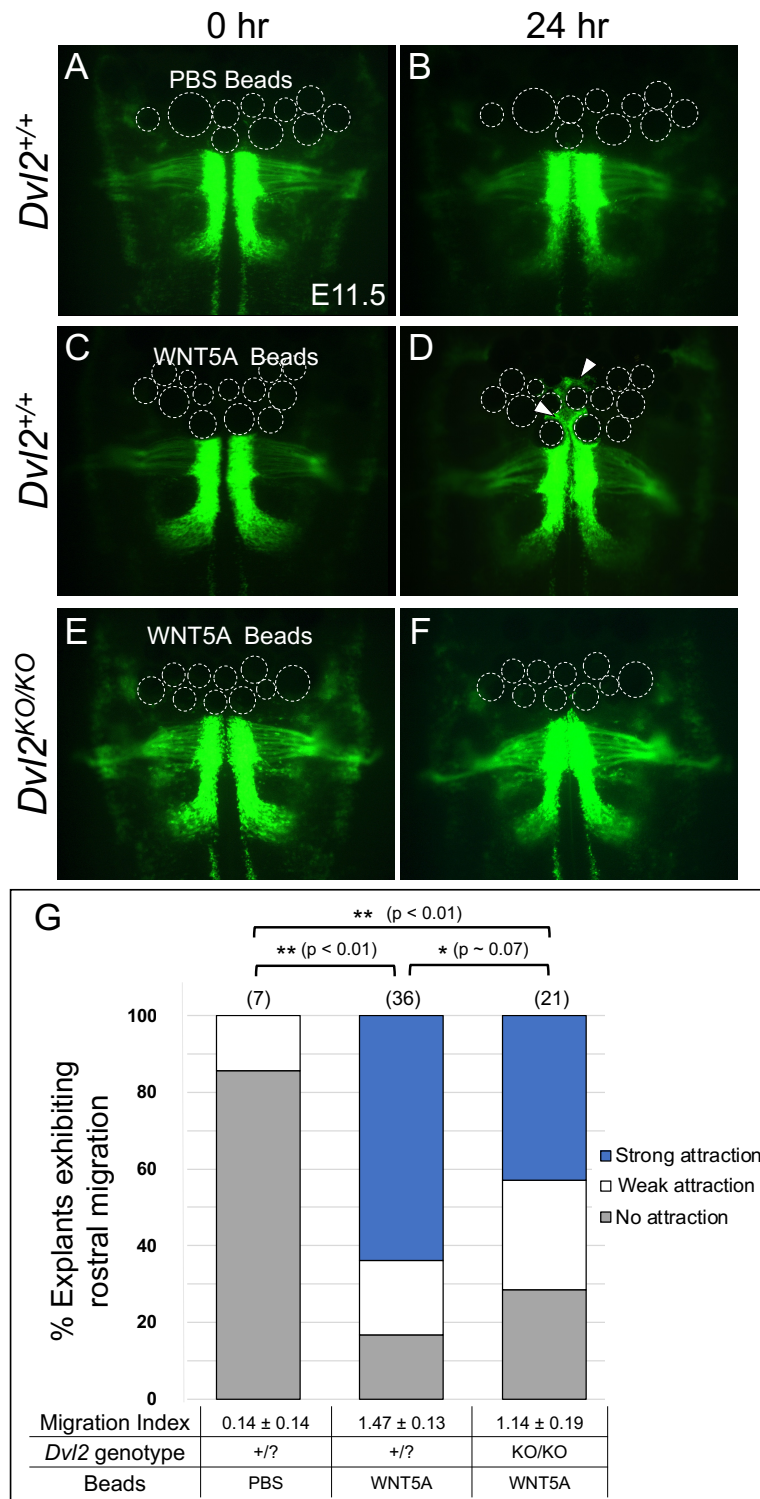 0 hr
24 hr
A
PBS Beads
B
Dvl2+/+
E11.5
C
WNT5A Beads
D
Dvl2+/+
E
WNT5A Beads
F
Dvl2KO/KO
G
** (p < 0.01)
** (p < 0.01)
* (p ~ 0.07)
(7)
(36)
(21)
100
80
60
40
20
0
% Explants exhibiting
rostral migration
Strong attraction
Weak attraction
No attraction
Migration Index 0.14 ± 0.14 1.47 ± 0.13 1.14 ± 0.19
Dvl2 genotype +/? +/? KO/KO
Beads PBS WNT5A WNT5A